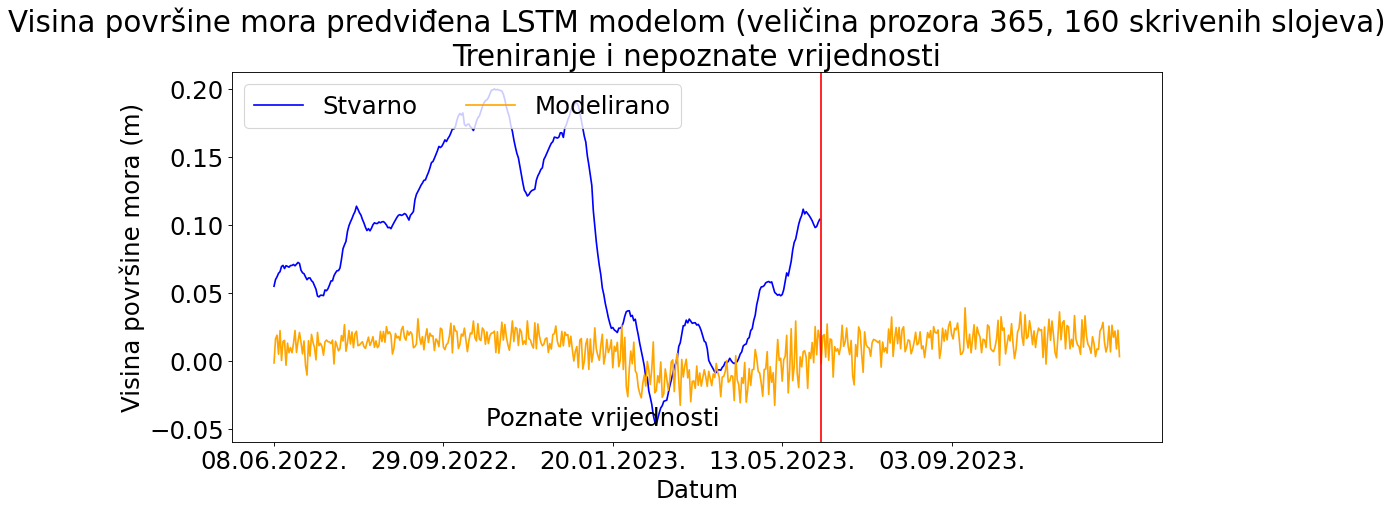 Visina površine mora predviđena LSTM modelom (veličina prozora 365, 160 skrivenih slojeva)
Treniranje i nepoznate vrijednosti
Stvarno
Modelirano
Visina površine mora (m)
0.20
0.15
0.10
0.05
0.00
−0.05
Poznate vrijednosti
08.06.2022.
29.09.2022.
20.01.2023.
13.05.2023.
03.09.2023.
Datum